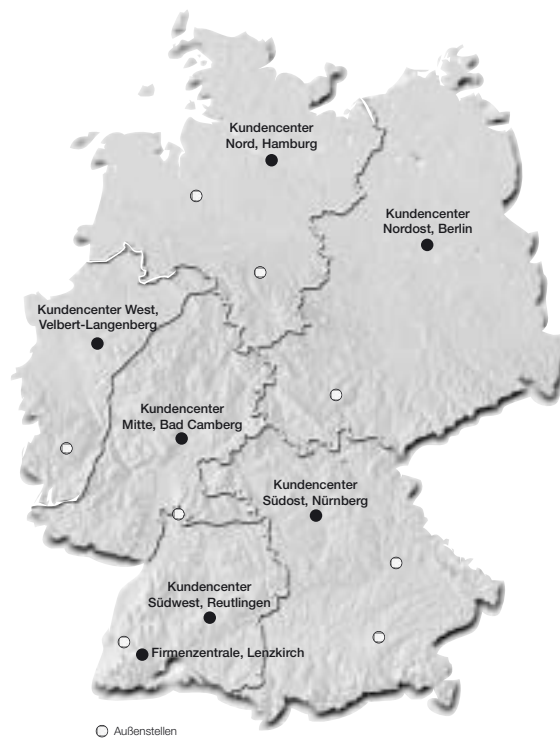 Kundencenter
Nord, Hamburg
Kundencenter
Nordost, Berlin
Kundencenter West,
Velbert-Langenberg
Kundencenter
Mitte, Bad Camberg
Kundencenter
Südost, Nürnberg
Kundencenter
Südwest, Reutlingen
Firmenzentrale, Lenzkirch
Außenstellen